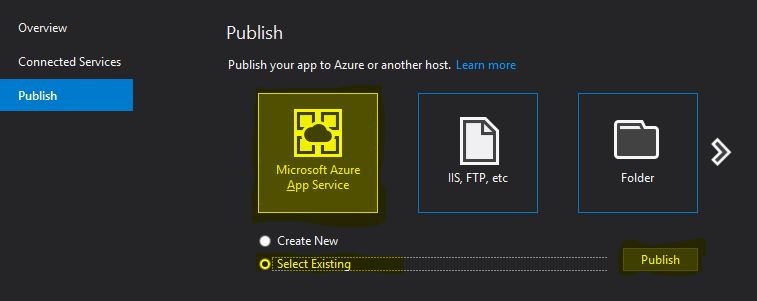 Overview
Connected Services
Publish
Publish
Publish your app to Azure or another host. Learn more
Microsoft Azure
App Service
IIS, FTP, etc
Folder
Create New
Select Existing
Publish